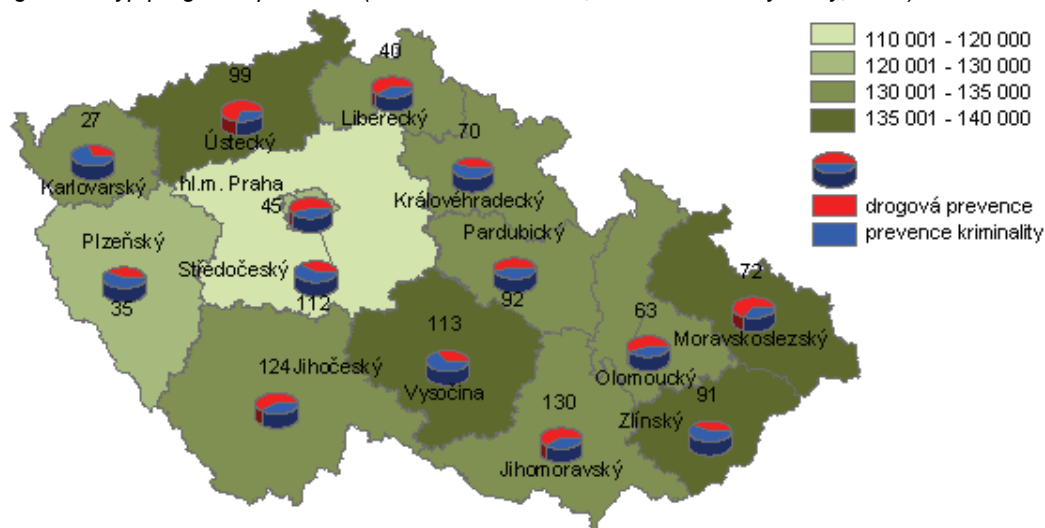 110 001 - 120 000
120 001 - 130 000
130 001 - 135 000
135 001 - 140 000
drogová prevence
prevence kriminality
40
Liberecký
99
Ústecký
27
Karlovarský
70
Královéhradecký
hl.m. Praha
45
Plzeňský
35
Středočeský
112
Pardubický
92
72
Moravskoslezský
63
Olomoucký
113
Vysočina
124 Jihočeský
130
Jihomoravský
91
Zlínský